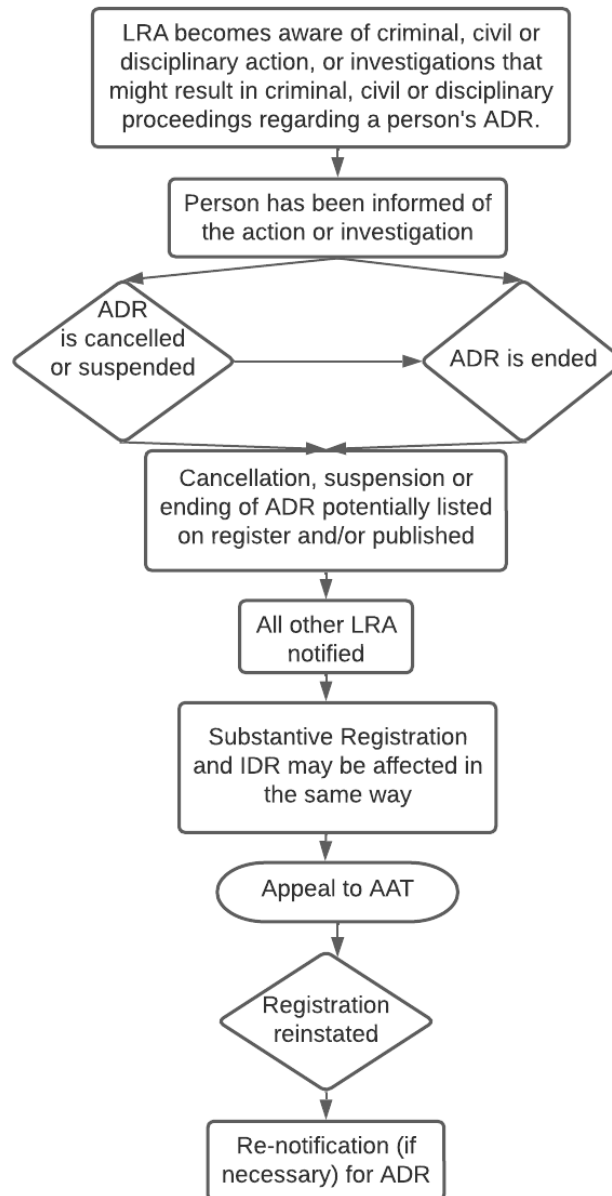 LRA becomes aware of criminal, civil or
disciplinary action, or investigations that
might result in criminal, civil or disciplinary
proceedings regarding a person's ADR.
Person has been informed of
the action or investigation
ADR
is cancelled
or suspended
ADR is ended
Cancellation, suspension or
ending of ADR potentially listed
on register and/or published
All other LRA
notified
Substantive Registration
and IDR may be affected in
the same way
Appeal to AAT
Registration
reinstated
Re-notification (if
necessary) for ADR